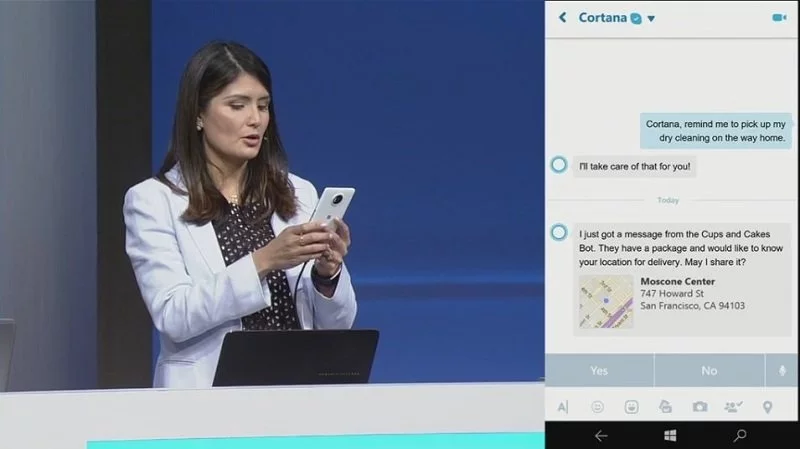 Cortana
Cortana, remind me to pick up my
dry cleaning on the way home.
I'll take care of that for you!
Today
I just got a message from the Cups and Cakes
Bot. They have a package and would like to know
your location for delivery. May I share it?
Moscone Center
747 Howard St
San Francisco, CA 94103
Yes
No
A